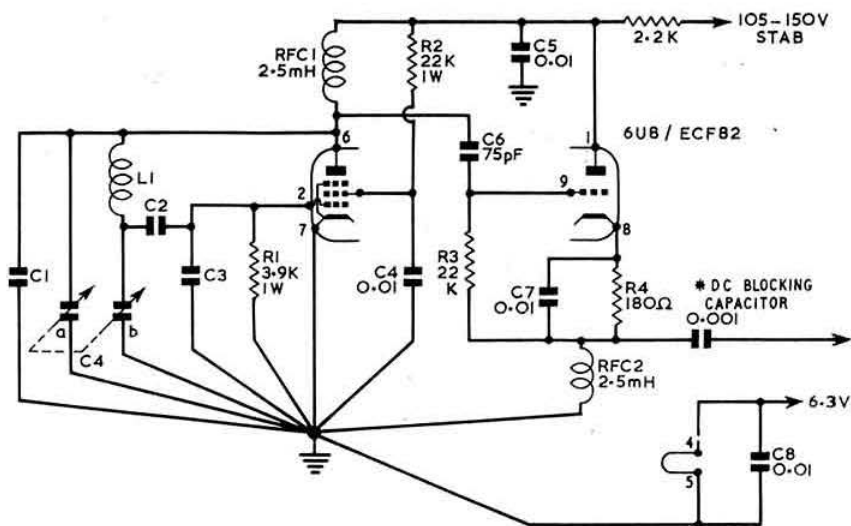 105-150V
STAB
2.2K
RFC1
2.5mH
R2
22K
1W
C5
0.01
6U8 / ECF82
6
1
C6
75pF
2
7
9
8
L1
C2
C1
C3
R1
3.9K
1W
C4
0.01
R3
22
K
C7
0.01
R4
180Ω
* DC BLOCKING
CAPACITOR
0.001
a
b
C4
RFC2
2.5mH
6.3V
4
5
C8
0.01